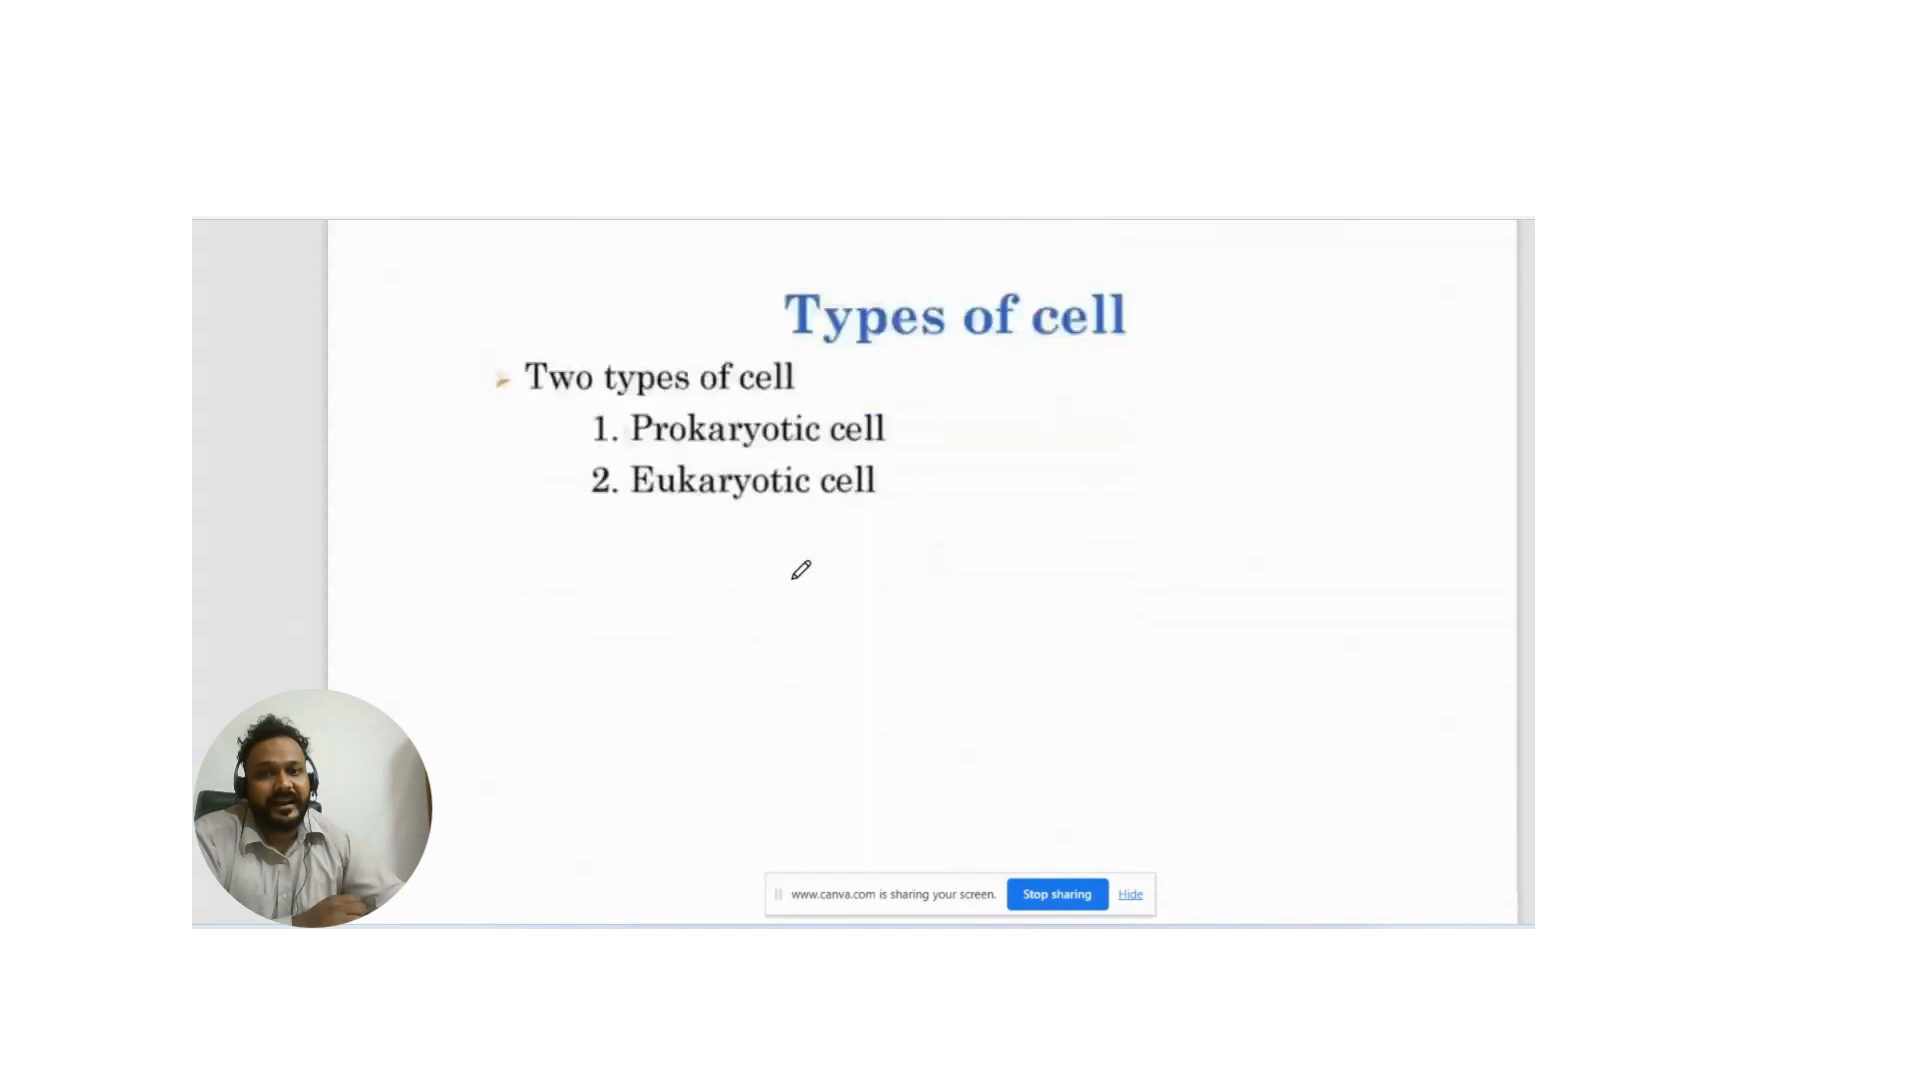 Types of cell
Two types of cell
1. Prokaryotic cell
2. Eukaryotic cell
www.canva.com is sharing your screen. Stop sharing Hide